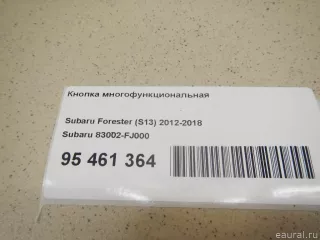 Кнопка многофункциональная
Subaru Forester (S13) 2012-2018
Subaru 83002-FJ000
95 461 364
© eaural.ru